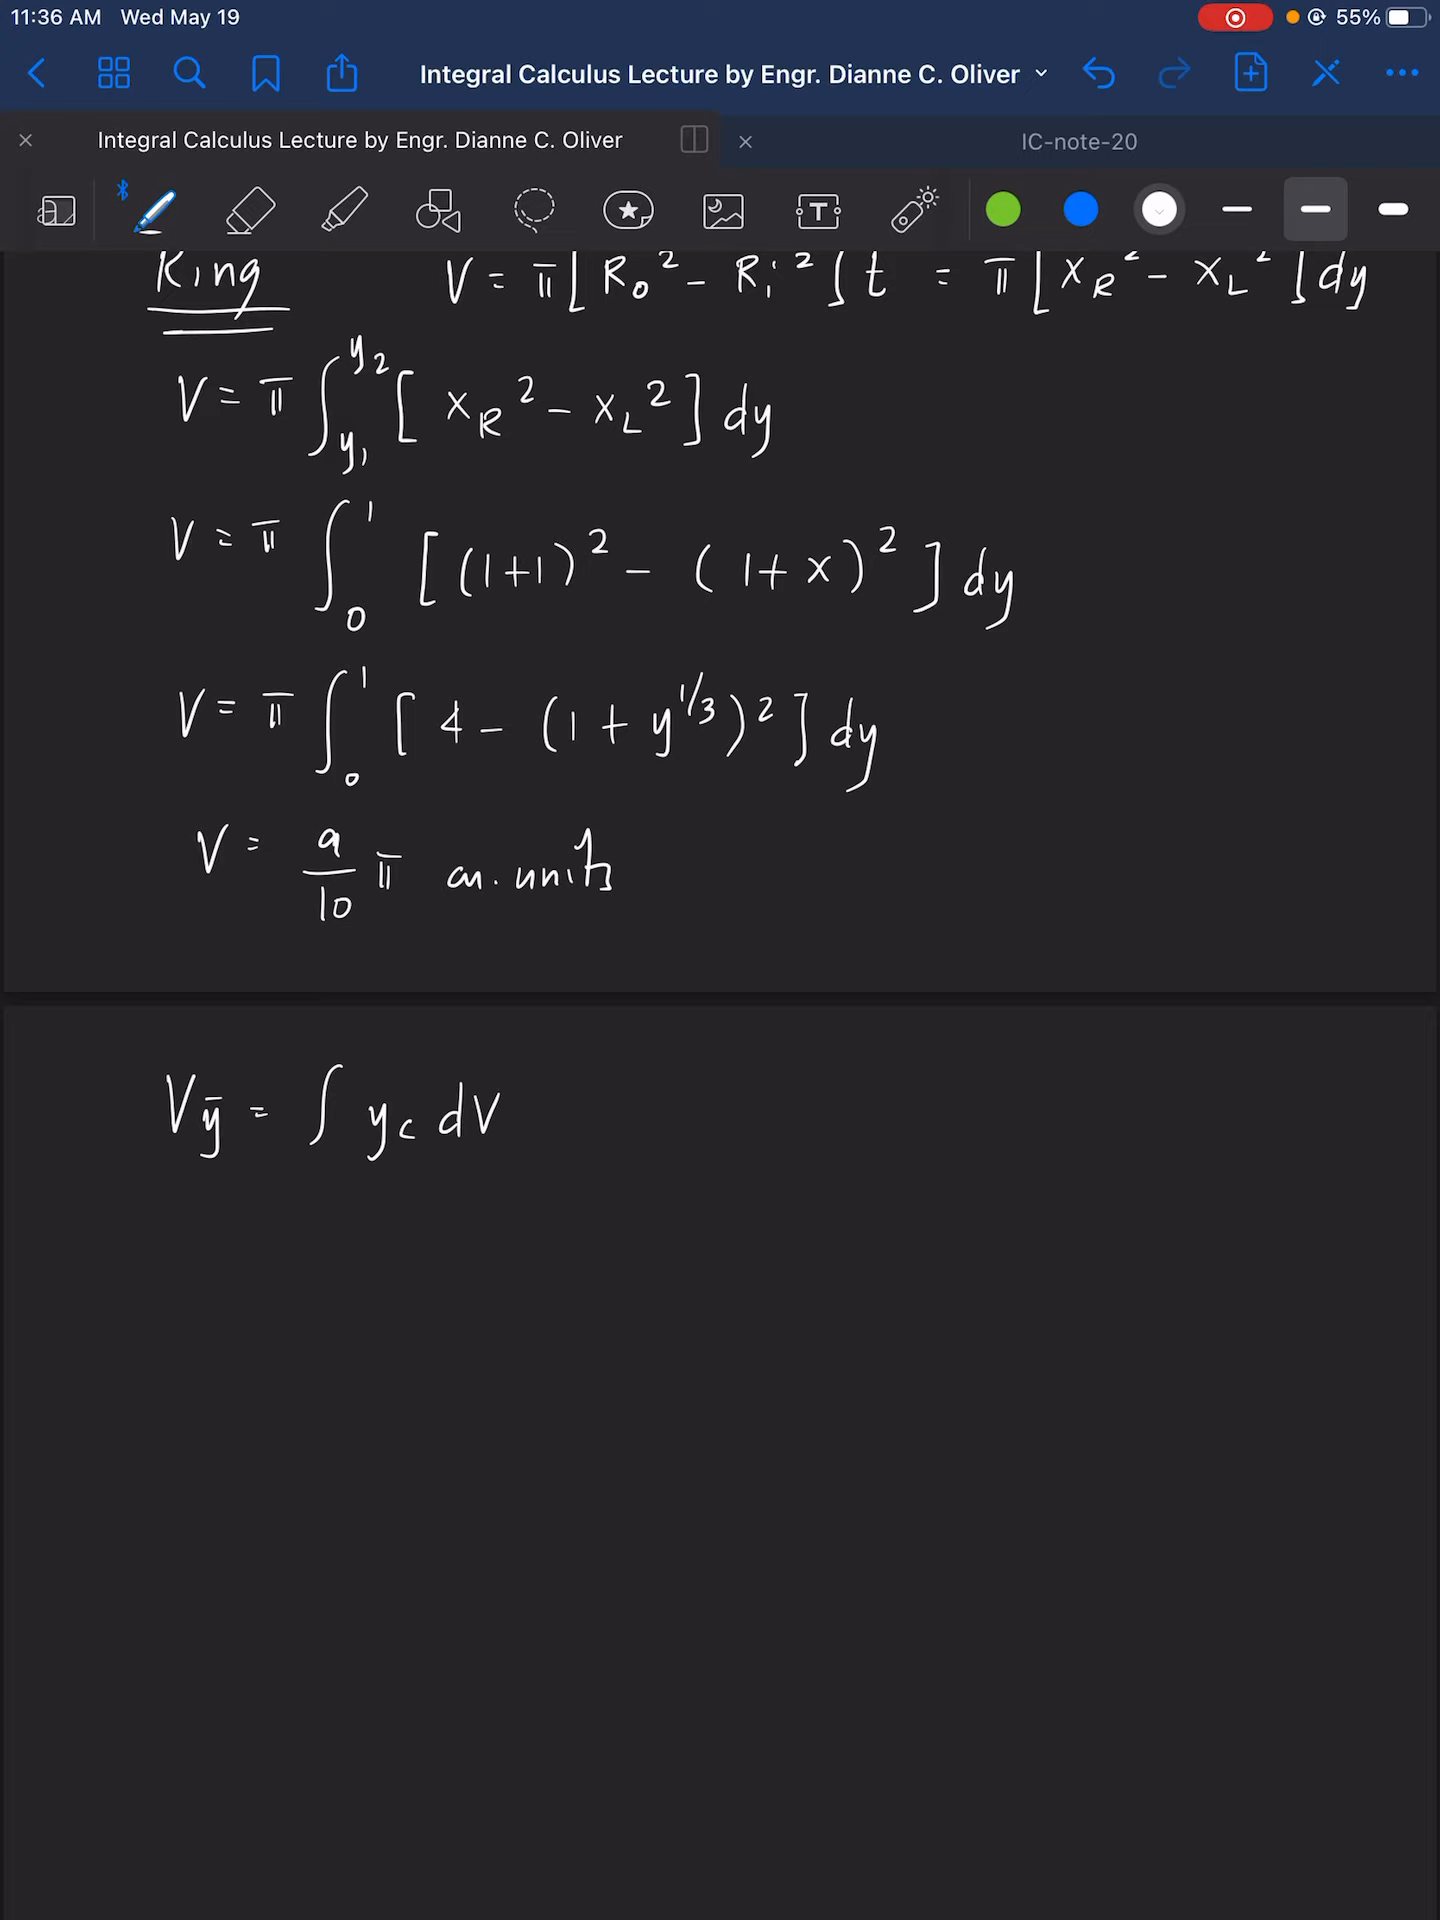 11:36 AM Wed May 19
55%
Integral Calculus Lecture by Engr. Dianne C. Oliver
Integral Calculus Lecture by Engr. Dianne C. Oliver
IC-note-20
Ring V = π[R₀² - Rᵢ²]t = π[x_R² - x_L²]dy
V = π ∫_{y₁}^{y₂} [x_R² - x_L²] dy
V = π ∫₀¹ [(1+1)² - (1+x)²] dy
V = π ∫₀¹ [4 - (1 + y^{1/3})²] dy
V = 9/10 π cu. units
Vȳ = ∫ y_c dV